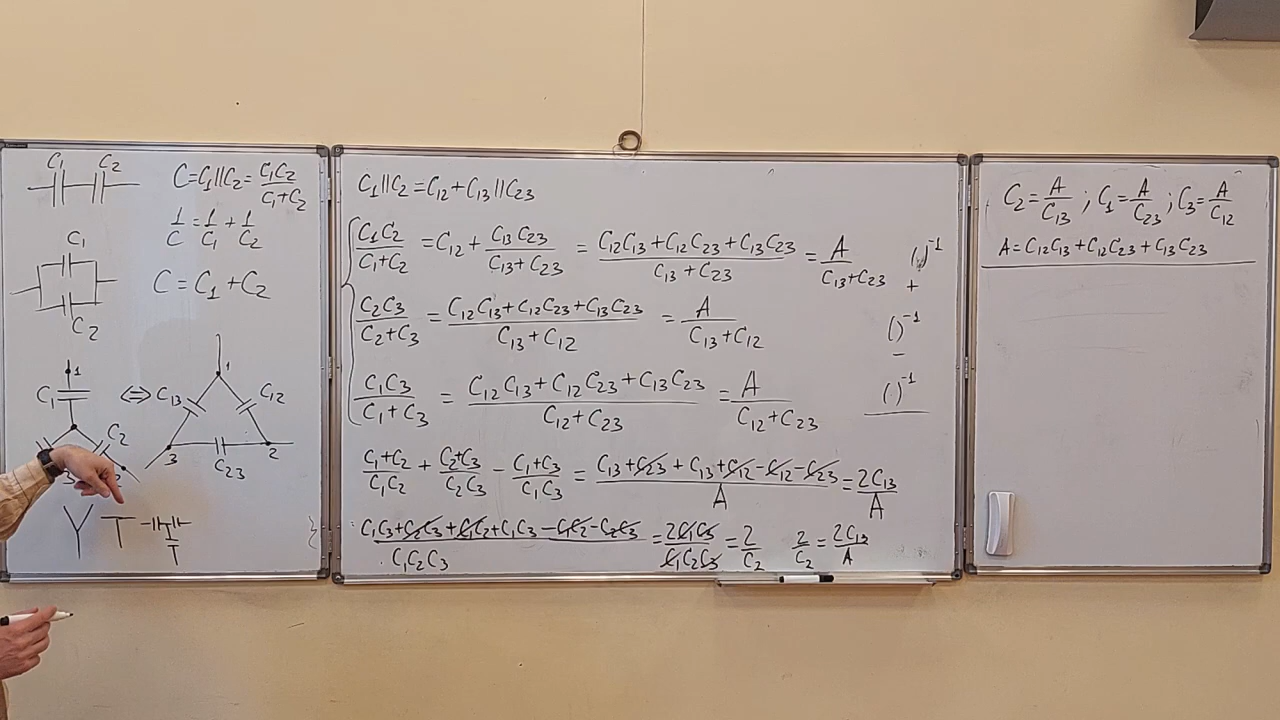 C₁ C₂
C=C₁||C₂= C₁C₂/(C₁+C₂)
1/C = 1/C₁ + 1/C₂
C₁
C₂
C = C₁ + C₂
1
C₁
C₂
⇔
1
C₁₃ C₁₂
3 C₂₃ 2
Y T
C₁||C₂ = C₁₂ + C₁₃||C₂₃
C₁C₂/(C₁+C₂) = C₁₂ + C₁₃C₂₃/(C₁₃+C₂₃) = (C₁₂C₁₃+C₁₂C₂₃+C₁₃C₂₃)/(C₁₃+C₂₃) = A/(C₁₃+C₂₃) ()⁻¹
+
C₂C₃/(C₂+C₃) = (C₁₂C₁₃+C₁₂C₂₃+C₁₃C₂₃)/(C₁₃+C₁₂) = A/(C₁₃+C₁₂) ()⁻¹
−
C₁C₃/(C₁+C₃) = (C₁₂C₁₃+C₁₂C₂₃+C₁₃C₂₃)/(C₁₂+C₂₃) = A/(C₁₂+C₂₃) ()⁻¹
(C₁+C₂)/(C₁C₂) + (C₂+C₃)/(C₂C₃) − (C₁+C₃)/(C₁C₃) = (C₁₃+C₂₃+C₁₃+C₁₂−C₁₂−C₂₃)/A = 2C₁₃/A
(C₁C₃+C₂C₃+C₁C₂+C₁C₃−C₁C₂−C₂C₃)/(C₁C₂C₃) = 2C₁C₃/(C₁C₂C₃) = 2/C₂ 2/C₂ = 2C₁₃/A
C₂ = A/C₁₃ ; C₁ = A/C₂₃ ; C₃ = A/C₁₂
A = C₁₂C₁₃ + C₁₂C₂₃ + C₁₃C₂₃